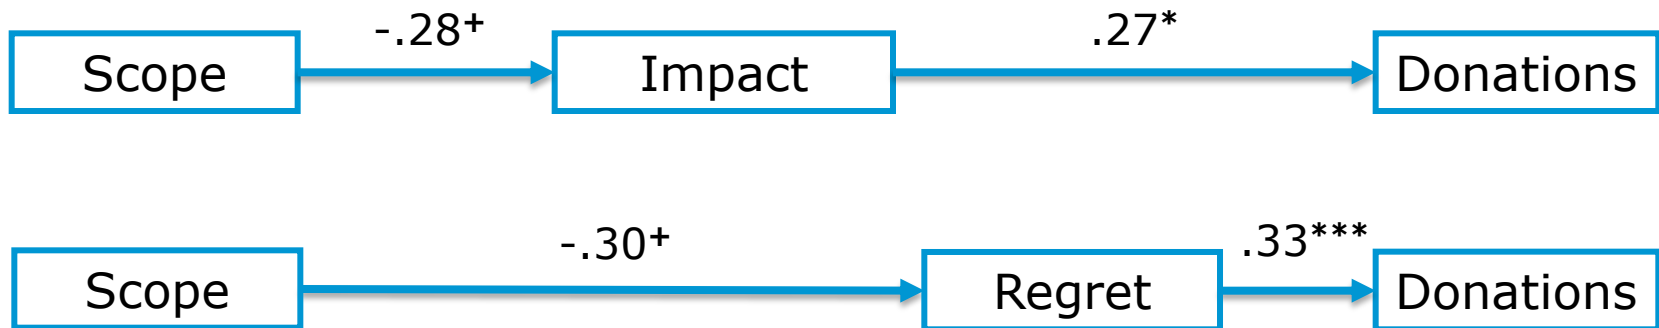 -.28+ .27*
Scope Impact Donations
-.30+ .33***
Scope Regret Donations